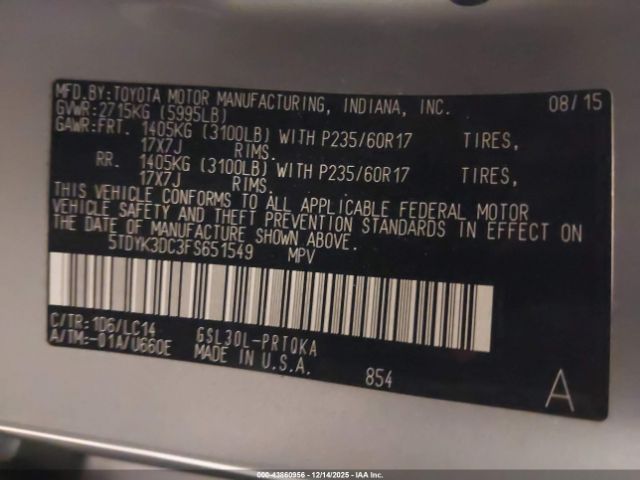 MFD.BY:TOYOTA MOTOR MANUFACTURING, INDIANA, INC. 08/15
GVWR:2715KG (5995LB)
GAWR:FRT. 1405KG (3100LB) WITH P235/60R17 TIRES,
17X7J RIMS.
RR. 1405KG (3100LB) WITH P235/60R17 TIRES,
17X7J RIMS.
THIS VEHICLE CONFORMS TO ALL APPLICABLE FEDERAL MOTOR
VEHICLE SAFETY AND THEFT PREVENTION STANDARDS IN EFFECT ON
THE DATE OF MANUFACTURE SHOWN ABOVE.
5TDYK3DC3FS651549 MPV
C/TR:1D6/LC14 GSL30L-PRTQKA
A/TM:-01A/U660E MADE IN U.S.A.
854 A
000-43860956 - 12/14/2025 - IAA Inc.